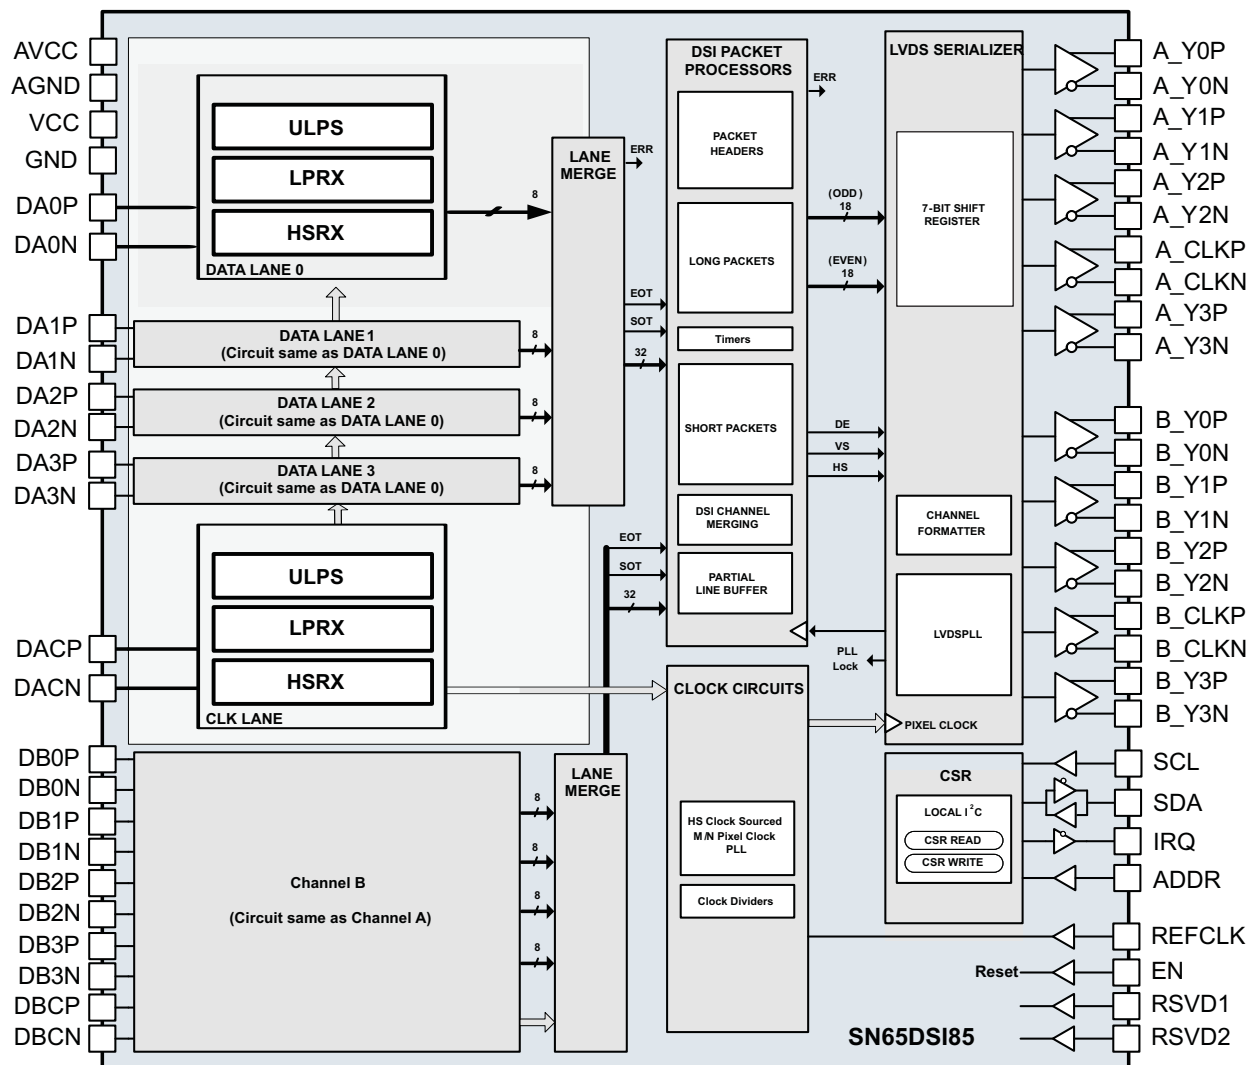 AVCC
AGND
VCC
GND
DA0P
DA0N
DA1P
DA1N
DA2P
DA2N
DA3P
DA3N
DACP
DACN
DB0P
DB0N
DB1P
DB1N
DB2P
DB2N
DB3P
DB3N
DBCP
DBCN
ULPS
LPRX
HSRX
DATA LANE 0
8
DATA LANE 1
(Circuit same as DATA LANE 0)
8
DATA LANE 2
(Circuit same as DATA LANE 0)
8
DATA LANE 3
(Circuit same as DATA LANE 0)
8
ULPS
LPRX
HSRX
CLK LANE
Channel B
(Circuit same as Channel A)
8
8
8
8
LANE
MERGE
ERR
EOT
SOT
32
LANE
MERGE
EOT
SOT
32
DSI PACKET
PROCESSORS
PACKET
HEADERS
LONG PACKETS
Timers
SHORT PACKETS
DSI CHANNEL
MERGING
PARTIAL
LINE BUFFER
ERR
(ODD)
18
(EVEN)
18
DE
VS
HS
PLL
Lock
CLOCK CIRCUITS
HS Clock Sourced
M/N Pixel Clock
PLL
Clock Dividers
LVDS SERIALIZER
7-BIT SHIFT
REGISTER
CHANNEL
FORMATTER
LVDSPLL
PIXEL CLOCK
CSR
LOCAL I²C
CSR READ
CSR WRITE
Reset
SN65DSI85
A_Y0P
A_Y0N
A_Y1P
A_Y1N
A_Y2P
A_Y2N
A_CLKP
A_CLKN
A_Y3P
A_Y3N
B_Y0P
B_Y0N
B_Y1P
B_Y1N
B_Y2P
B_Y2N
B_CLKP
B_CLKN
B_Y3P
B_Y3N
SCL
SDA
IRQ
ADDR
REFCLK
EN
RSVD1
RSVD2